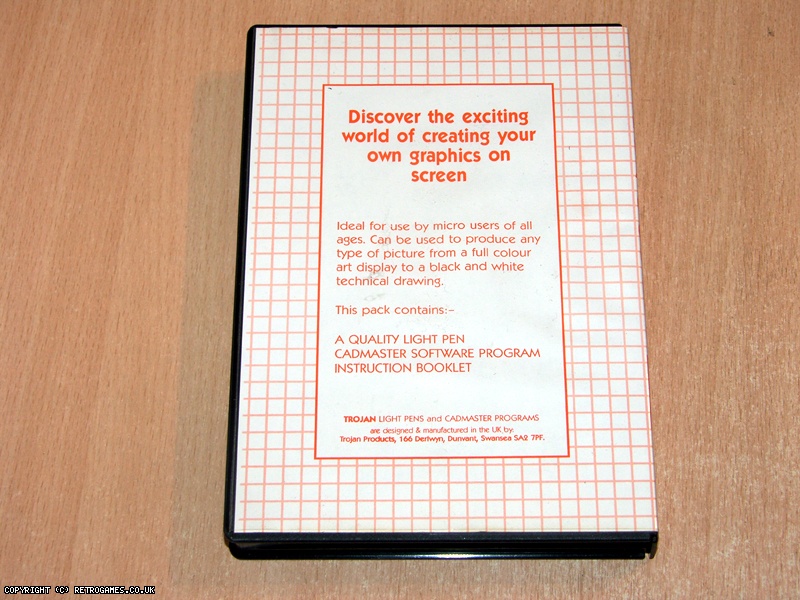 Discover the exciting
world of creating your
own graphics on
screen
Ideal for use by micro users of all
ages. Can be used to produce any
type of picture from a full colour
art display to a black and white
technical drawing.
This pack contains:–
A QUALITY LIGHT PEN
CADMASTER SOFTWARE PROGRAM
INSTRUCTION BOOKLET
TROJAN LIGHT PENS and CADMASTER PROGRAMS
are designed & manufactured in the UK by:
Trojan Products, 166 Derlwyn, Dunvant, Swansea SA2 7PF.
COPYRIGHT (C) RETROGAMES.CO.UK